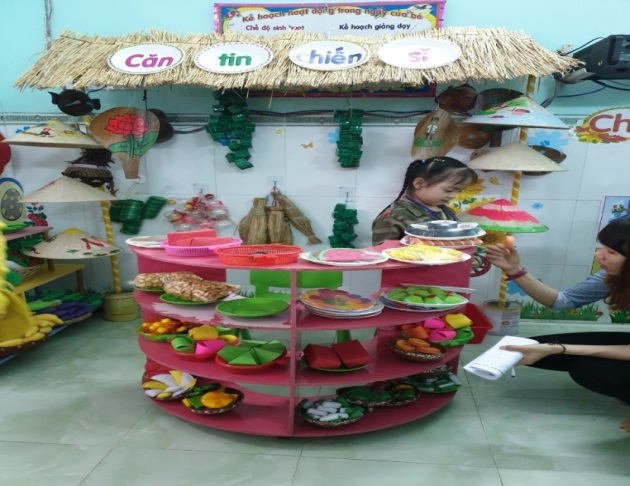 Kế hoạch hoạt động trong ngày của bé
Chế độ sinh hoạt
Kế hoạch giảng dạy
Căn tin chiến sĩ
Ch